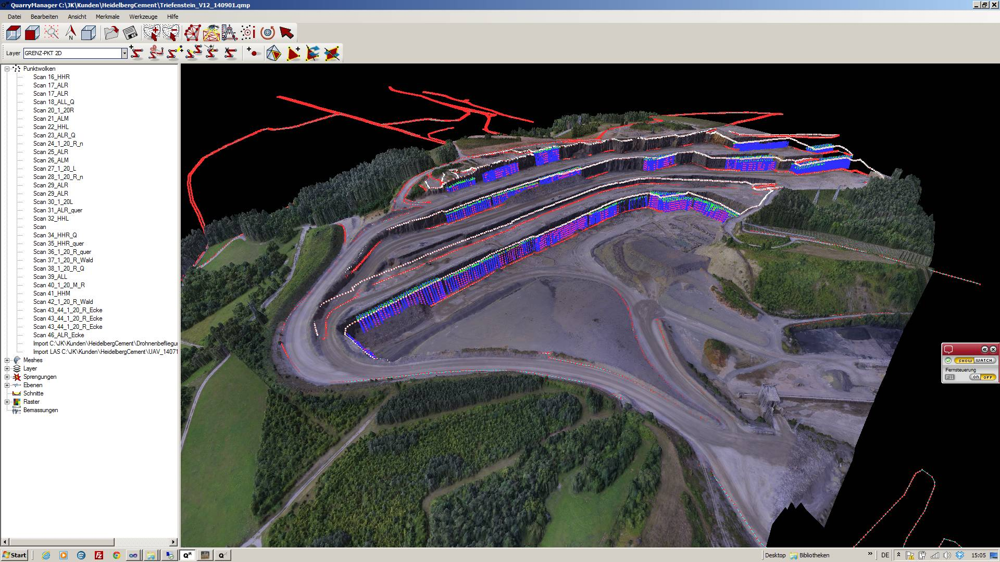 QuarryManager C:\JK\Kunden\HeidelbergCement\Triefenstein_V12_140901.qmp
Datei Bearbeiten Ansicht Merkmale Werkzeuge Hilfe
N
Layer GRENZ-PKT 2D
Punktwolken
Scan 16_HHR
Scan 17_ALR
Scan 17_ALR
Scan 18_ALL_Q
Scan 20_1_20R
Scan 21_ALM
Scan 22_HHL
Scan 23_ALR_Q
Scan 24_1_20_R_n
Scan 25_ALR
Scan 26_ALM
Scan 27_1_20_L
Scan 28_1_20_R_n
Scan 29_ALR
Scan 29_ALR
Scan 30_1_20L
Scan 31_ALR_quer
Scan 32_HHL
Scan
Scan 34_HHR_Q
Scan 35_HHR_quer
Scan 36_1_20_R_quer
Scan 37_1_20_R_Wald
Scan 38_1_20_R_Q
Scan 39_ALL
Scan 40_1_20_M_R
Scan 41_HHM
Scan 42_1_20_R_Wald
Scan 43_44_1_20_R_Ecke
Scan 43_44_1_20_R_Ecke
Scan 43_44_1_20_R_Ecke
Scan 46_ALR_Ecke
Import C:\JK\Kunden\HeidelbergCement\Drohnenbefliegu
Import LAS C:\JK\Kunden\HeidelbergCement\UAV_14071
Meshes
Layer
Sprengungen
Ebenen
Schnitte
Raster
Bemassungen
SHOW WATCH
Fernsteuerung
F11 ON OFF
Start
Desktop Bibliotheken » DE 15:05